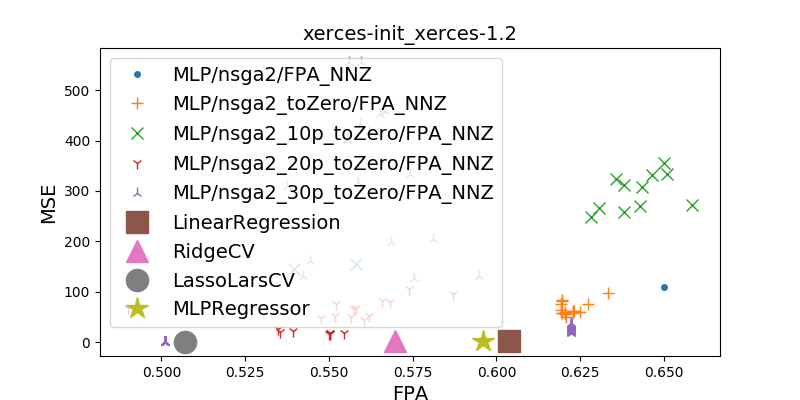 xerces-init_xerces-1.2
MSE
500
400
300
200
100
0
MLP/nsga2/FPA_NNZ
MLP/nsga2_toZero/FPA_NNZ
MLP/nsga2_10p_toZero/FPA_NNZ
MLP/nsga2_20p_toZero/FPA_NNZ
MLP/nsga2_30p_toZero/FPA_NNZ
LinearRegression
RidgeCV
LassoLarsCV
MLPRegressor
0.500 0.525 0.550 0.575 0.600 0.625 0.650
FPA